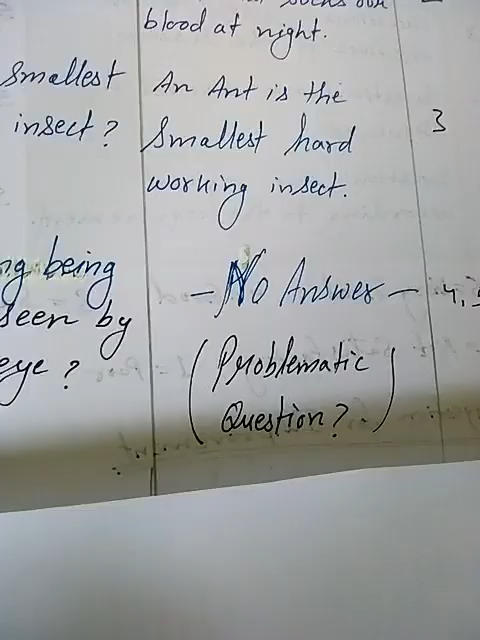 blood at night.
Smallest An Ant is the
insect? Smallest hard 3
working insect.
being
seen by - No Answer - 4,
eye?
(Problematic
Question?)